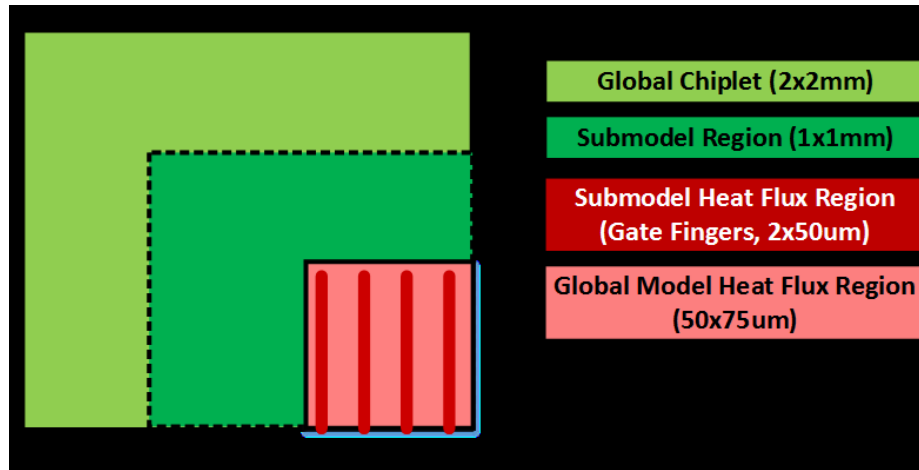 Global Chiplet (2x2mm)
Submodel Region (1x1mm)
Submodel Heat Flux Region
(Gate Fingers, 2x50um)
Global Model Heat Flux Region
(50x75um)